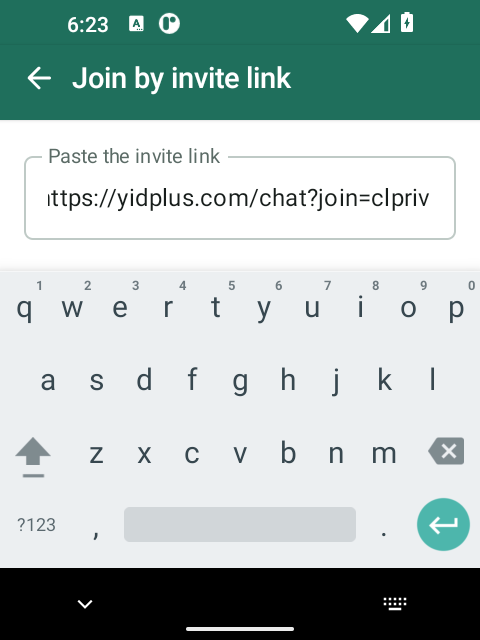 6:23
Join by invite link
Paste the invite link
ttps://yidplus.com/chat?join=clpriv
1 2 3 4 5 6 7 8 9 0
q w e r t y u i o p
a s d f g h j k l
z x c v b n m
?123 , .